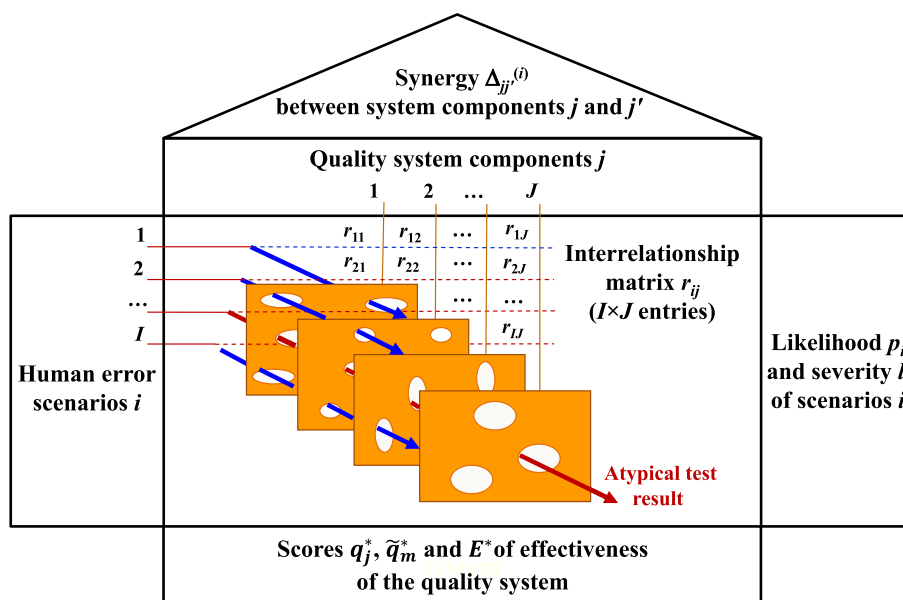 Synergy Δjj′(i)
between system components j and j′
Quality system components j
1 2 ... J
1 r11 r12 ... r1J
2 r21 r22 ... r2J
... ... ...
I rIJ
Interrelationship
matrix rij
(I×J entries)
Human error
scenarios i
Likelihood pi
and severity l
of scenarios i
Atypical test
result
Scores qj*, q̃m* and E* of effectiveness
of the quality system